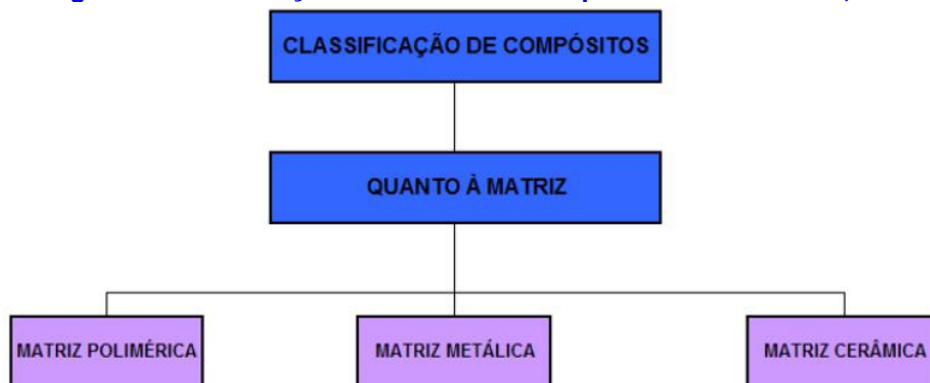 CLASSIFICAÇÃO DE COMPÓSITOS
QUANTO À MATRIZ
MATRIZ POLIMÉRICA
MATRIZ METÁLICA
MATRIZ CERÂMICA